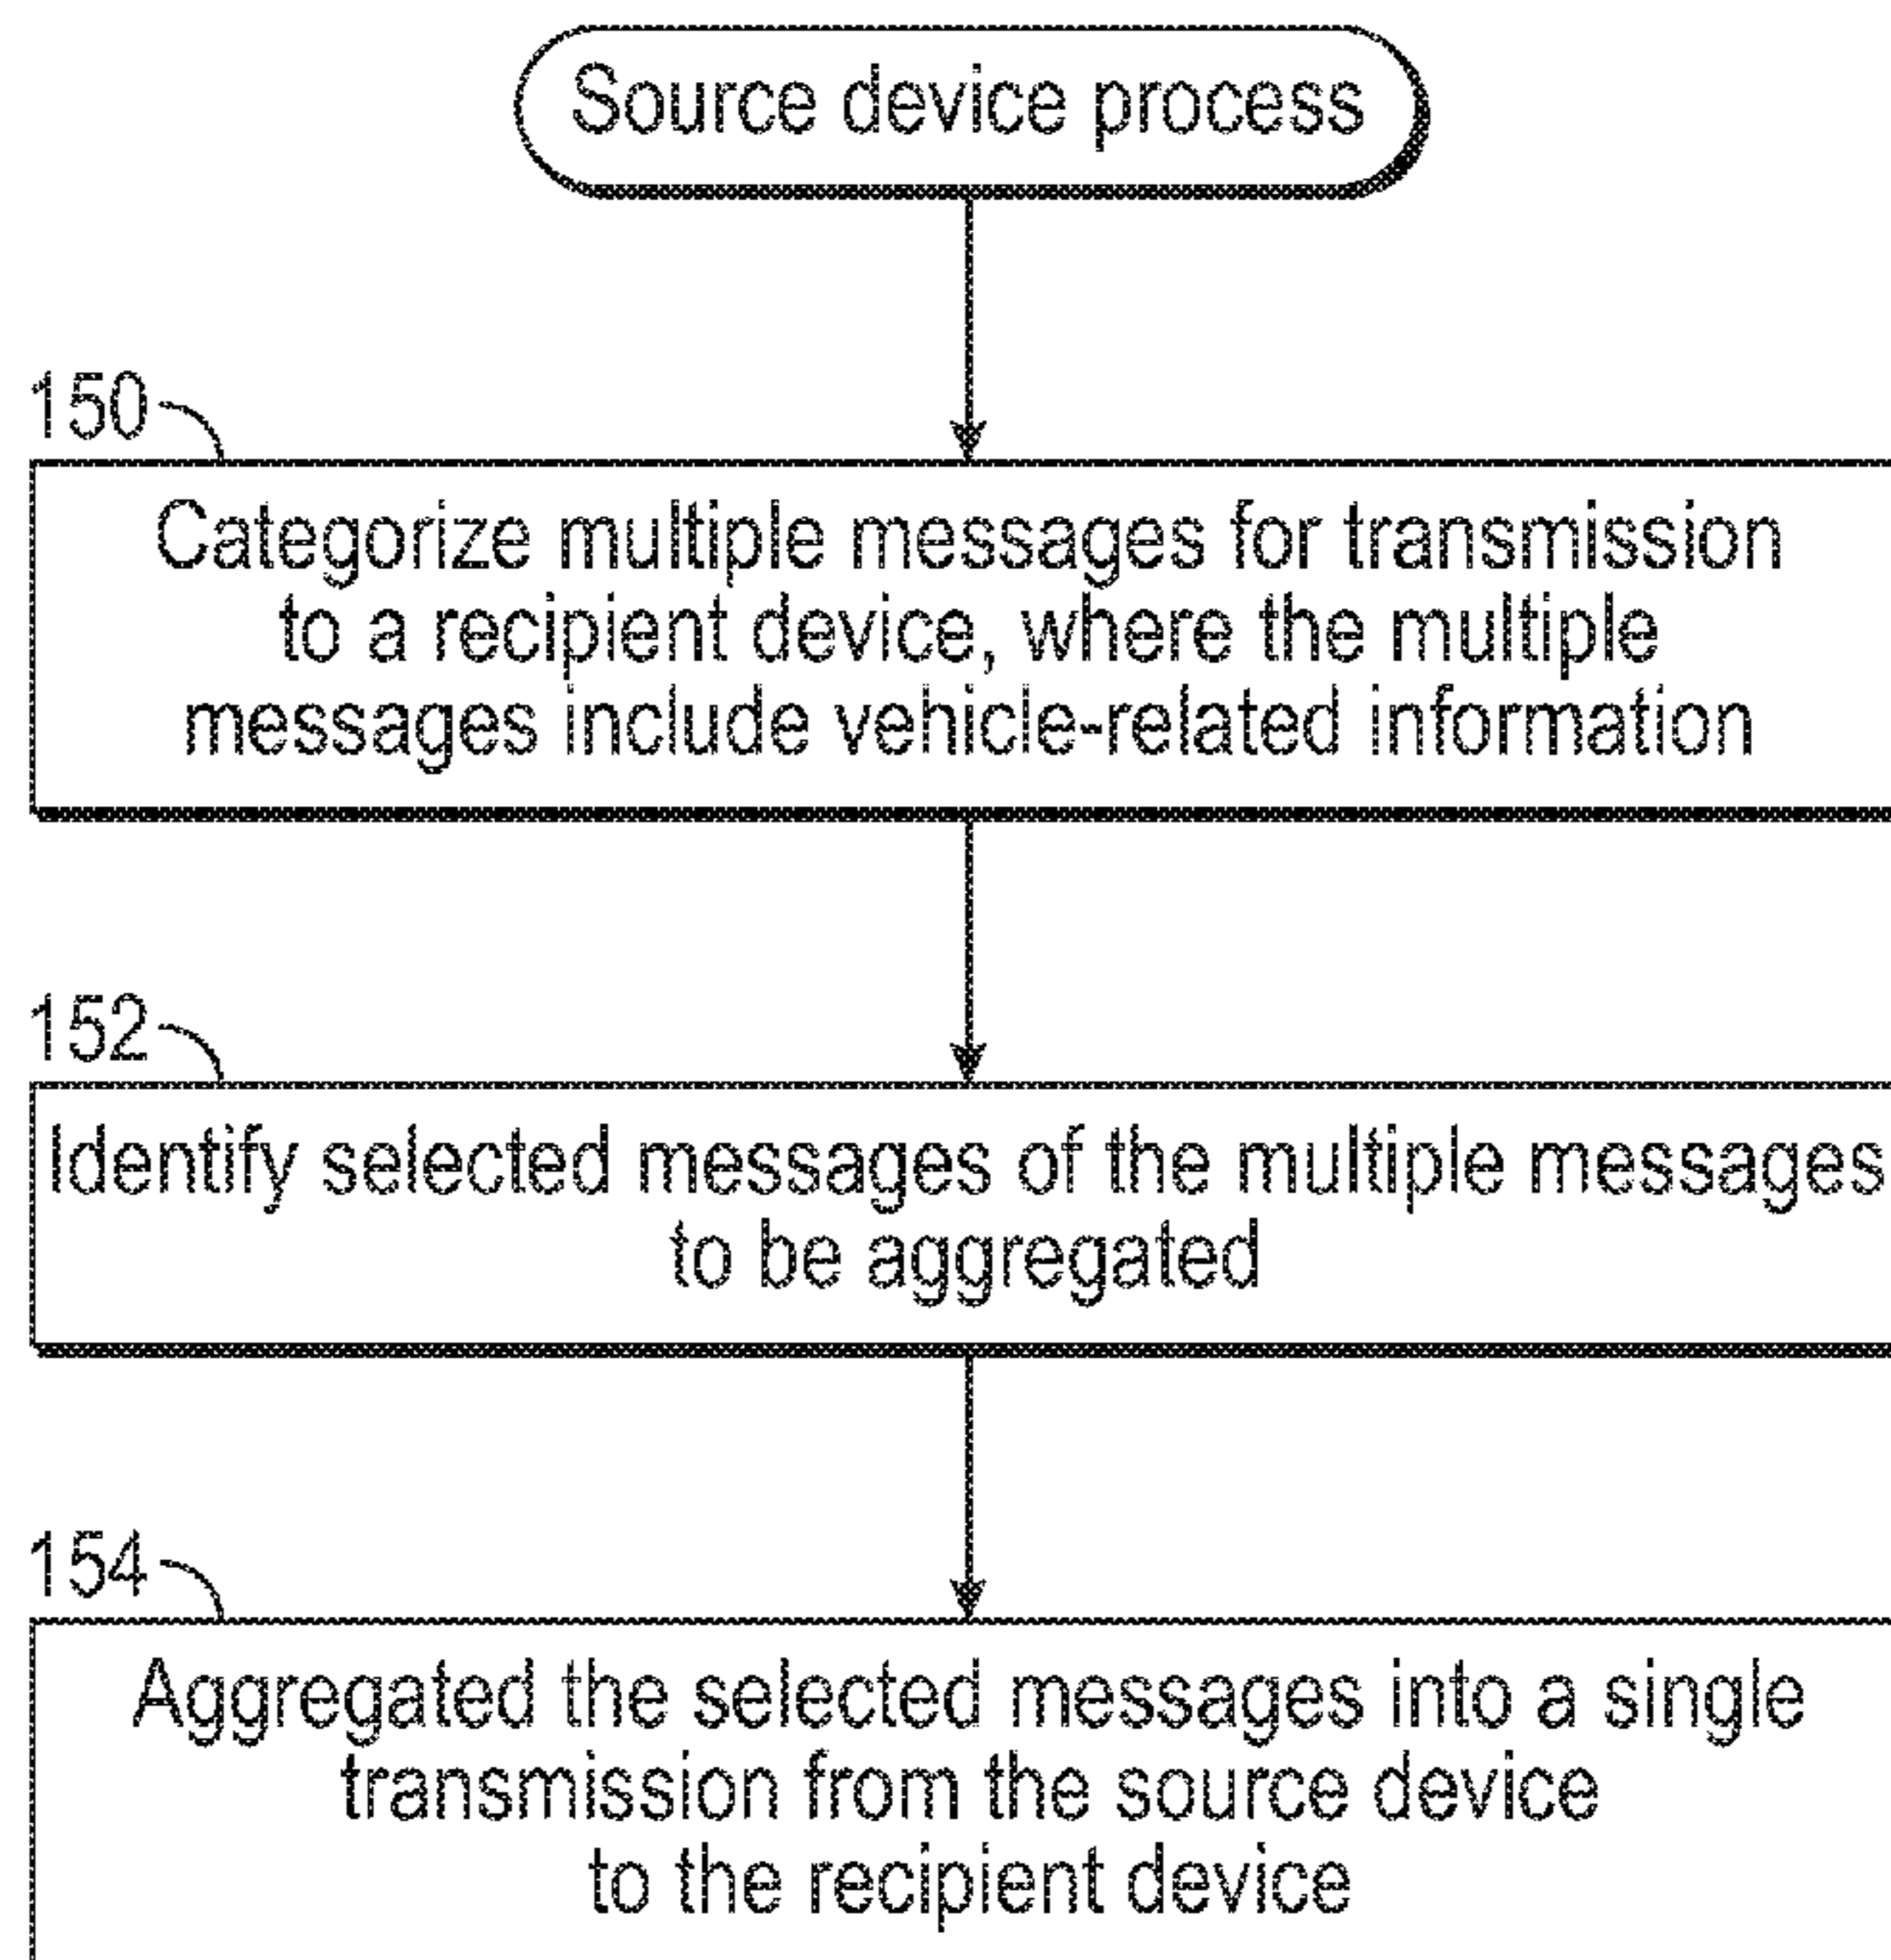 Source device process
150
Categorize multiple messages for transmission
to a recipient device, where the multiple
messages include vehicle-related information
152
Identify selected messages of the multiple messages
to be aggregated
154
Aggregated the selected messages into a single
transmission from the source device
to the recipient device